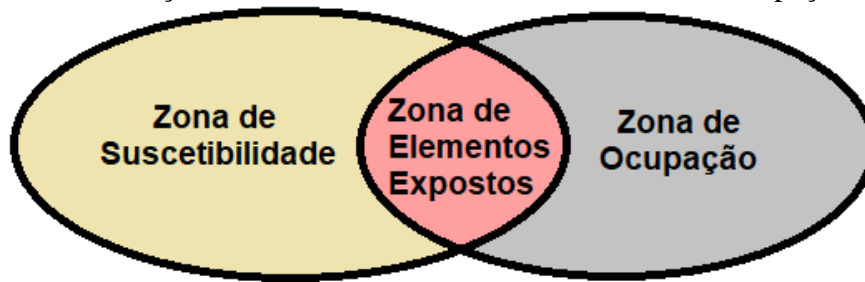 Zona de
Suscetibilidade
Zona de
Elementos
Expostos
Zona de
Ocupação